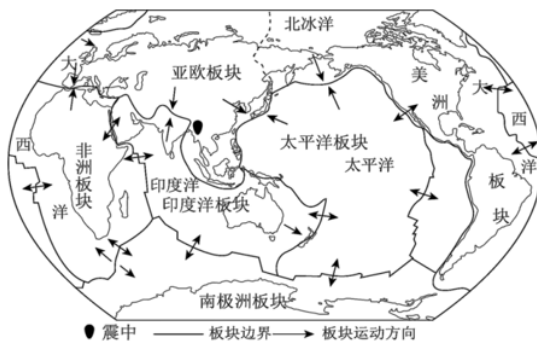 北冰洋
大
西
洋
亚欧板块
美
洲
板
块
大
西
洋
非洲板块
太平洋板块
太平洋
印度洋
印度洋板块
南极洲板块
震中 板块边界 板块运动方向